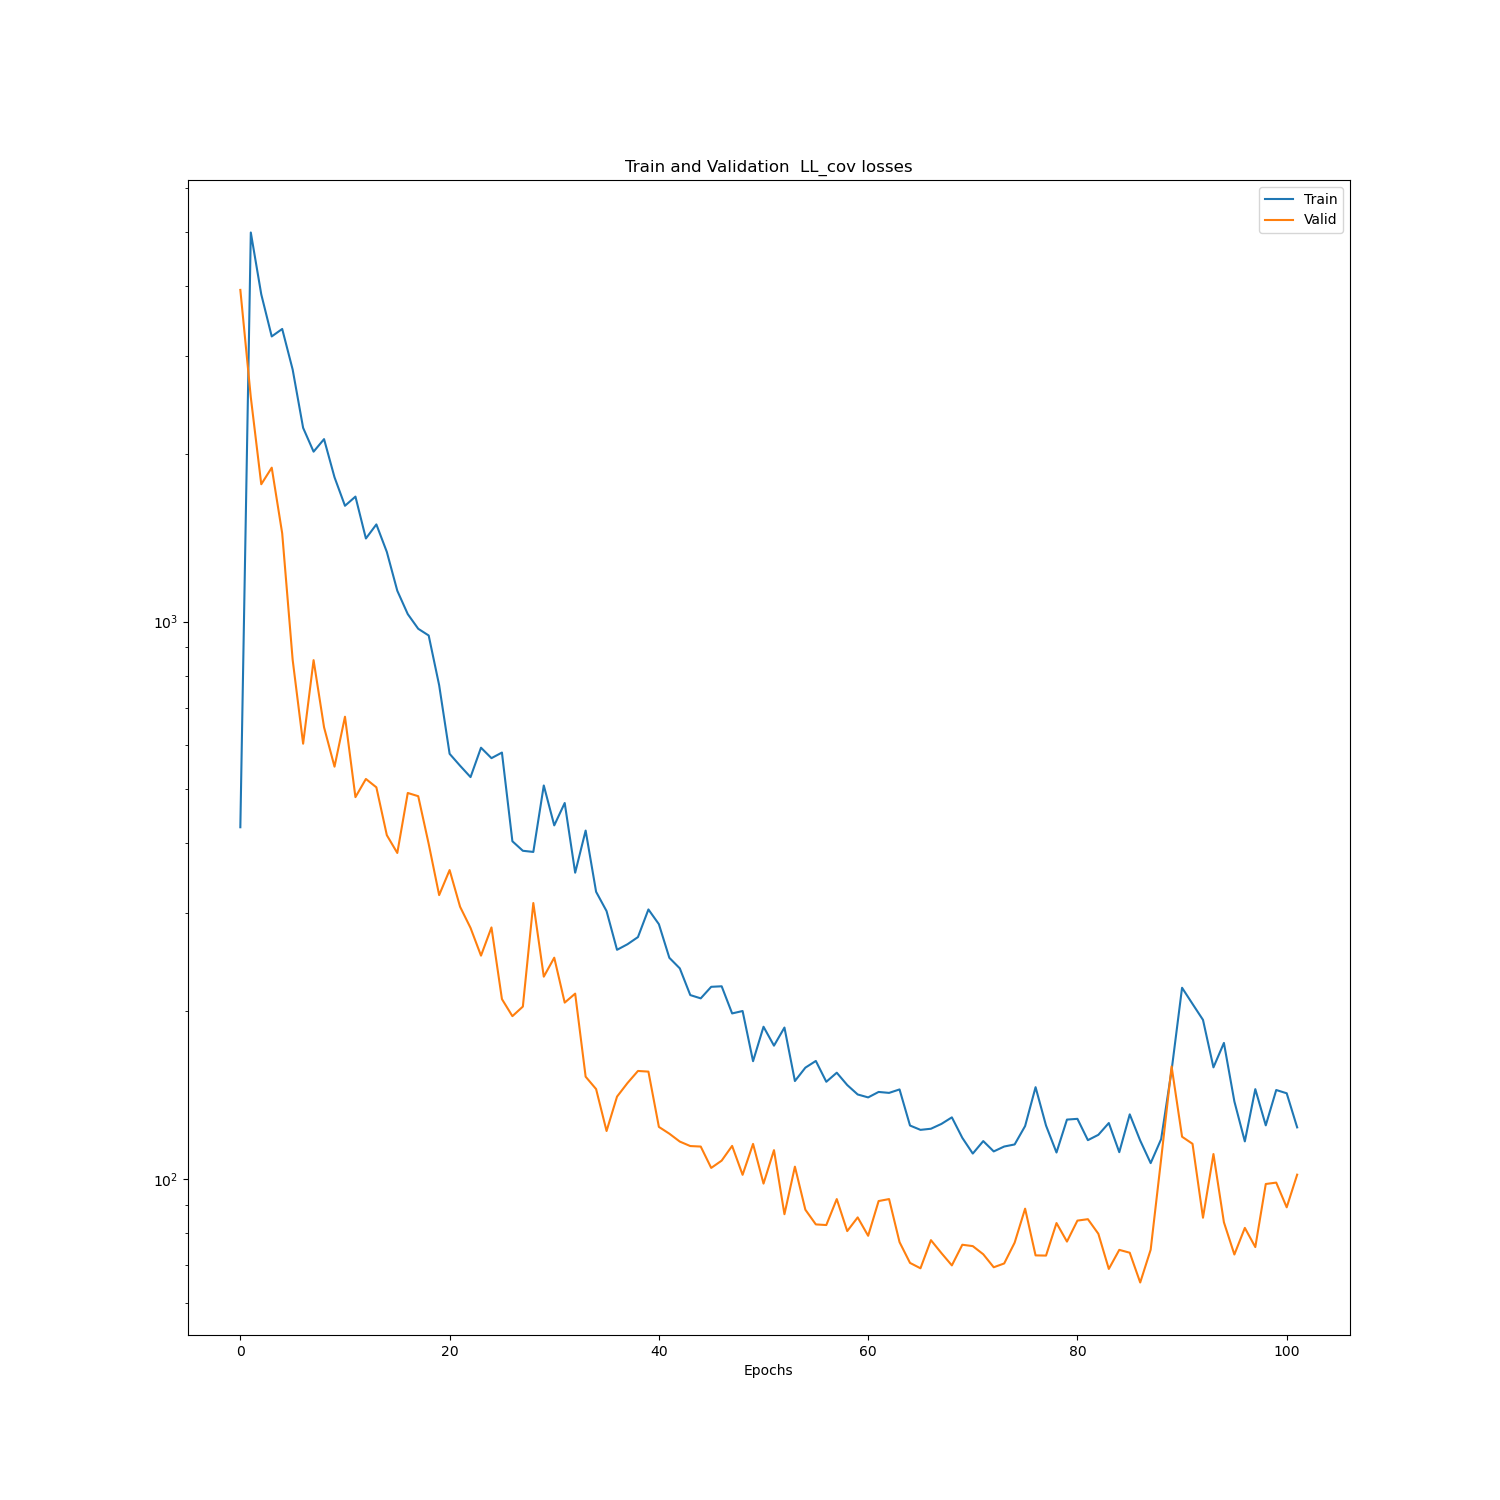 Train and Validation  LL_cov losses
Train
Valid
10³
10²
0 20 40 60 80 100
Epochs